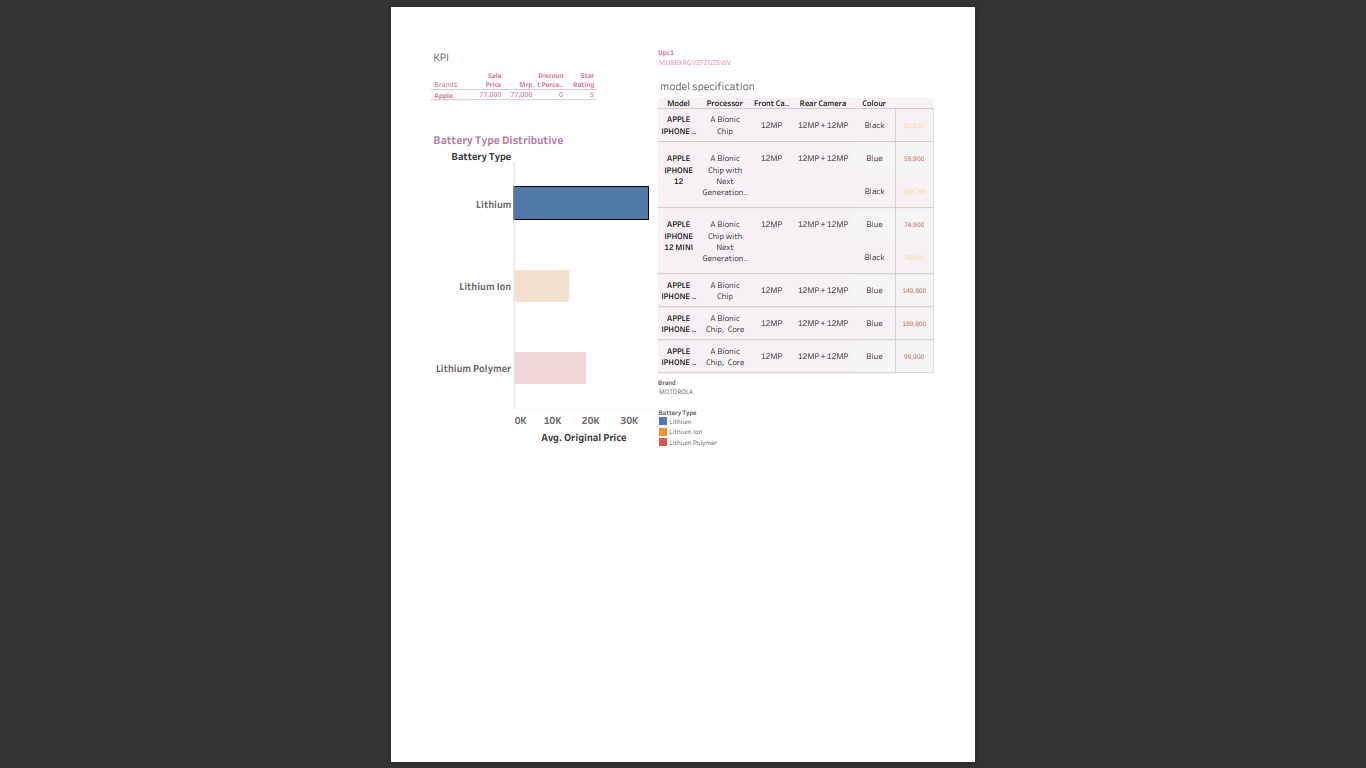 KPI
Sale Discoun Star
Brand1 Price Mrp t Perce.. Rating
Apple 77,000 77,000 0 5
Battery Type Distributive
Battery Type
Lithium
Lithium Ion
Lithium Polymer
0K 10K 20K 30K
Avg. Original Price
Upc1
MOBEXRGVZFZGZEWV
model specification
Model Processor Front Ca.. Rear Camera Colour
APPLE A Bionic 12MP 12MP + 12MP Black
IPHONE .. Chip
APPLE A Bionic 12MP 12MP + 12MP Blue 59,900
IPHONE Chip with
12 Next
Generation.. Black
APPLE A Bionic 12MP 12MP + 12MP Blue 74,900
IPHONE Chip with
12 MINI Next
Generation.. Black
APPLE A Bionic 12MP 12MP + 12MP Blue 149,800
IPHONE .. Chip
APPLE A Bionic 12MP 12MP + 12MP Blue 189,800
IPHONE .. Chip, Core
APPLE A Bionic 12MP 12MP + 12MP Blue 99,900
IPHONE .. Chip, Core
Brand
MOTOROLA
Battery Type
Lithium
Lithium Ion
Lithium Polymer